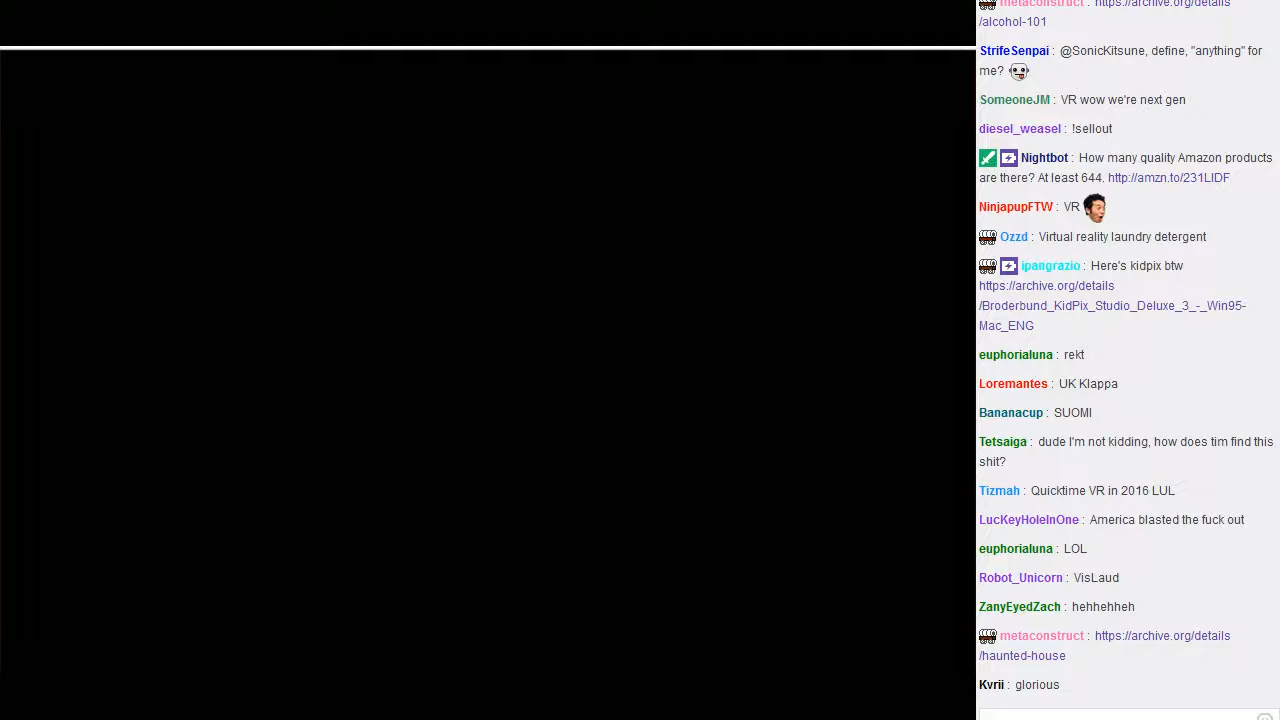 metaconstruct : https://archive.org/details
/alcohol-101
StrifeSenpai : @SonicKitsune, define, "anything" for
me?
SomeoneJM : VR wow we're next gen
diesel_weasel : !sellout
Nightbot : How many quality Amazon products
are there? At least 644. http://amzn.to/231LIDF
NinjapupFTW : VR
Ozzd : Virtual reality laundry detergent
ipangrazio : Here's kidpix btw
https://archive.org/details
/Broderbund_KidPix_Studio_Deluxe_3_-_Win95-
Mac_ENG
euphorialuna : rekt
Loremantes : UK Klappa
Bananacup : SUOMI
Tetsaiga : dude I'm not kidding, how does tim find this
shit?
Tizmah : Quicktime VR in 2016 LUL
LucKeyHoleInOne : America blasted the fuck out
euphorialuna : LOL
Robot_Unicorn : VisLaud
ZanyEyedZach : hehhehheh
metaconstruct : https://archive.org/details
/haunted-house
Kvrii : glorious